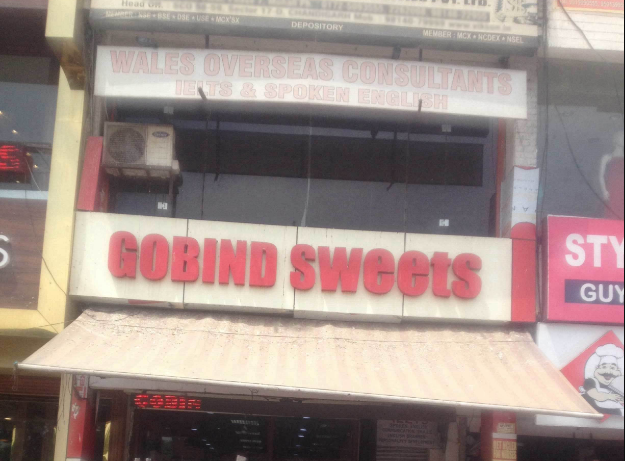 DEPOSITORY
MEMBER : MCX • NCDEX • NSEL
WALES OVERSEAS CONSULTANTS
IELTS & SPOKEN ENGLISH
GOBIND SWeetS
STY
GUY